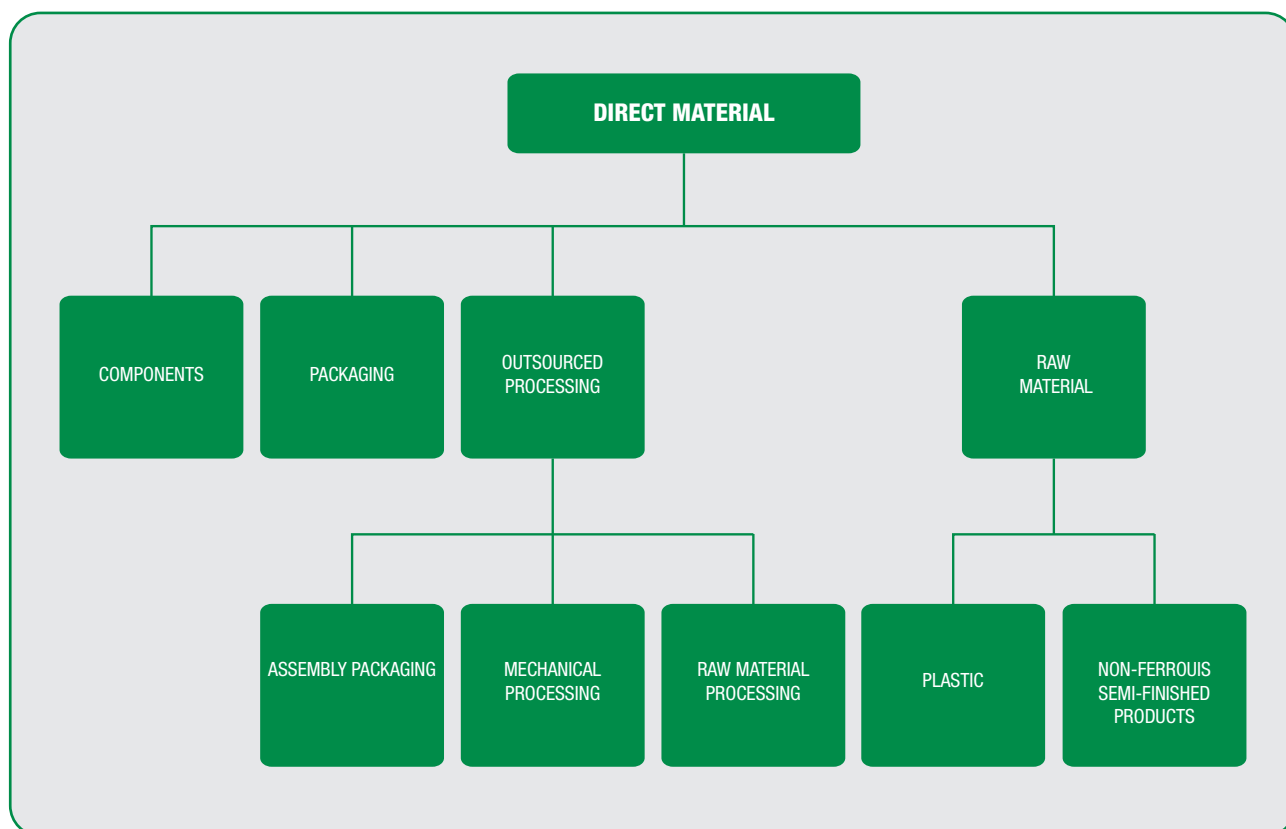 DIRECT MATERIAL
COMPONENTS
PACKAGING
OUTSOURCED
PROCESSING
RAW
MATERIAL
ASSEMBLY PACKAGING
MECHANICAL
PROCESSING
RAW MATERIAL
PROCESSING
PLASTIC
NON-FERROUIS
SEMI-FINISHED
PRODUCTS